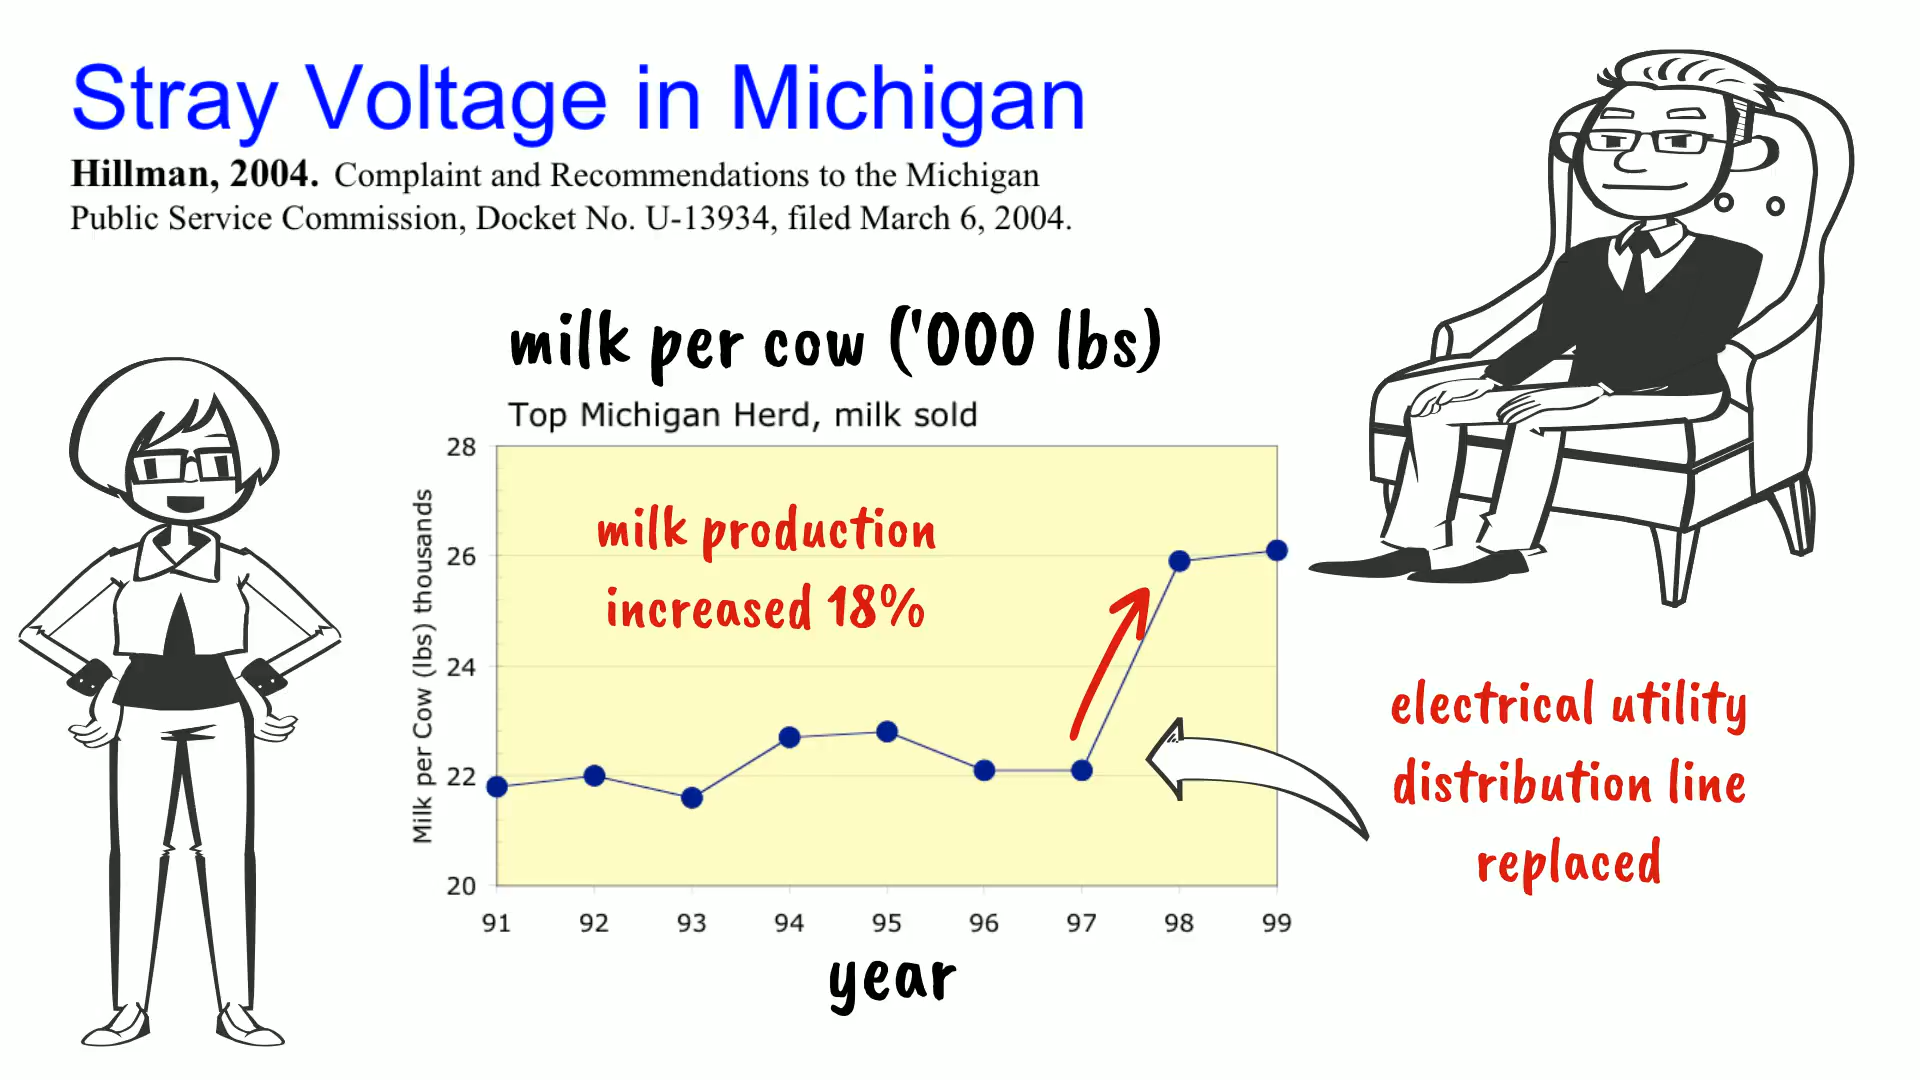 Stray Voltage in Michigan
Hillman, 2004. Complaint and Recommendations to the Michigan
Public Service Commission, Docket No. U-13934, filed March 6, 2004.
milk per cow ('000 lbs)
Top Michigan Herd, milk sold
Milk per Cow (lbs) thousands
28
26
24
22
20
milk production
increased 18%
electrical utility
distribution line
replaced
91 92 93 94 95 96 97 98 99
year